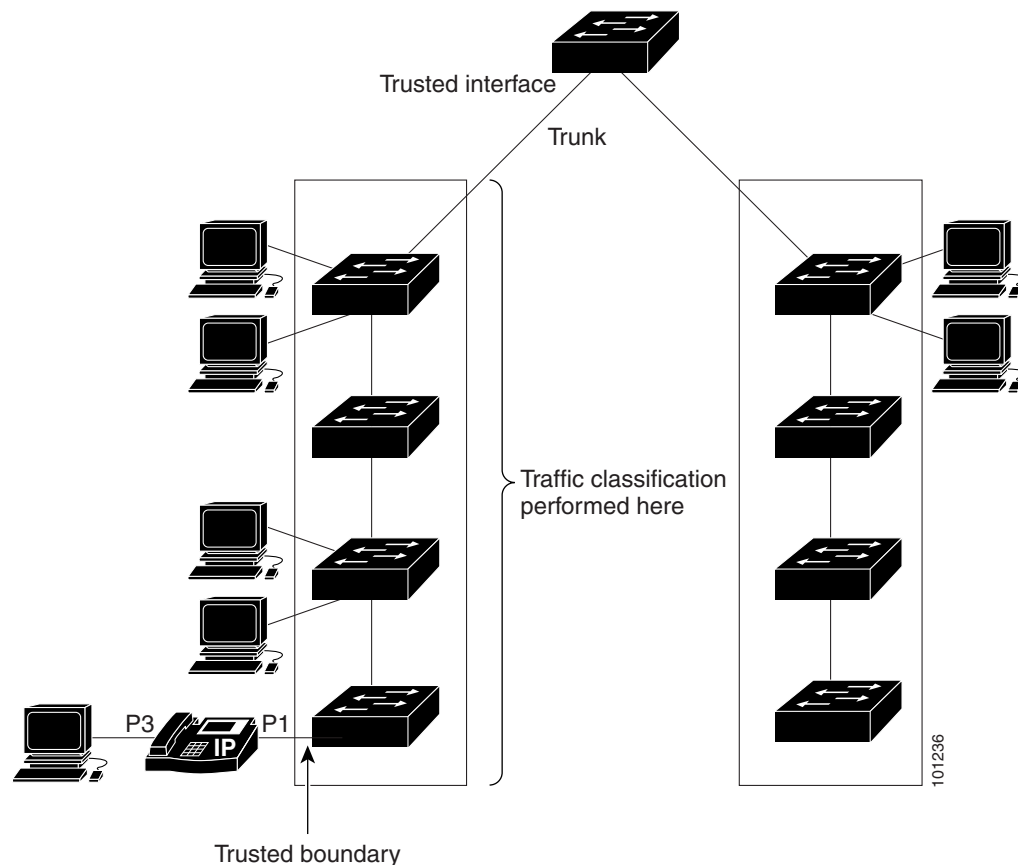 Trusted interface
Trunk
Traffic classification
performed here
P3
IP
P1
Trusted boundary
101236